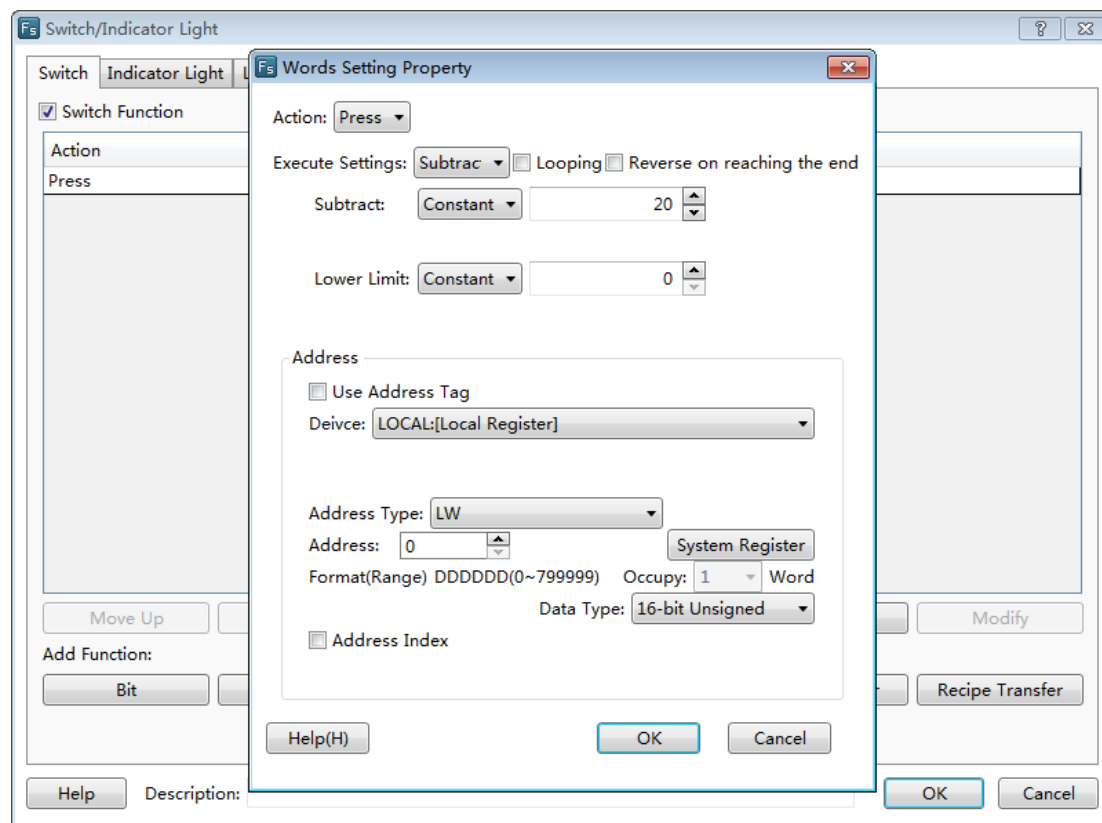 Fs Switch/Indicator Light
Fs Words Setting Property
Switch Indicator Light L
Switch Function
Action
Press
Action: Press
Execute Settings: Subtrac Looping Reverse on reaching the end
Subtract: Constant 20
Lower Limit: Constant 0
Address
Use Address Tag
Deivce: LOCAL:[Local Register]
Address Type: LW
Address: 0 System Register
Format(Range) DDDDDD(0~799999) Occupy: 1 Word
Data Type: 16-bit Unsigned
Address Index
Move Up Modify
Add Function:
Bit Recipe Transfer
Help(H) OK Cancel
Help Description: OK Cancel